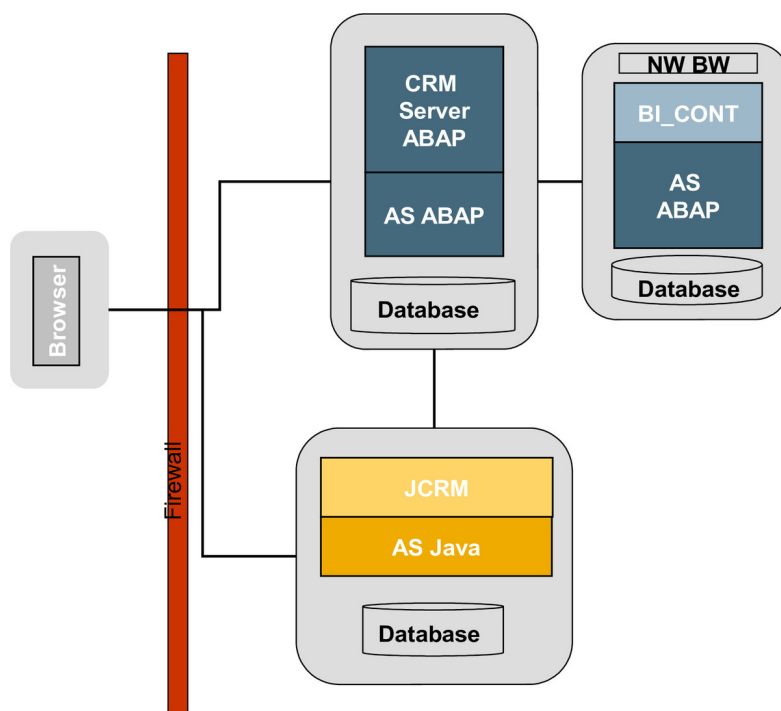 CRM
Server
ABAP
AS ABAP
Database
NW BW
BI_CONT
AS
ABAP
Database
Browser
Firewall
JCRM
AS Java
Database